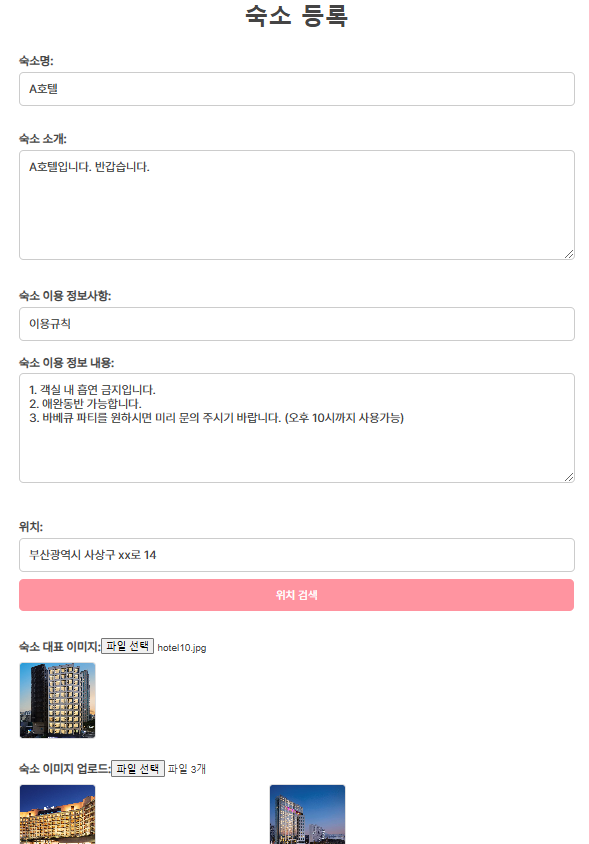 숙소 등록
숙소명:
A호텔
숙소 소개:
A호텔입니다. 반갑습니다.
숙소 이용 정보사항:
이용규칙
숙소 이용 정보 내용:
1. 객실 내 흡연 금지입니다.
2. 애완동반 가능합니다.
3. 바베큐 파티를 원하시면 미리 문의 주시기 바랍니다. (오후 10시까지 사용가능)
위치:
부산광역시 사상구 xx로 14
위치 검색
숙소 대표 이미지:파일 선택 hotel10.jpg
숙소 이미지 업로드:파일 선택 파일 3개